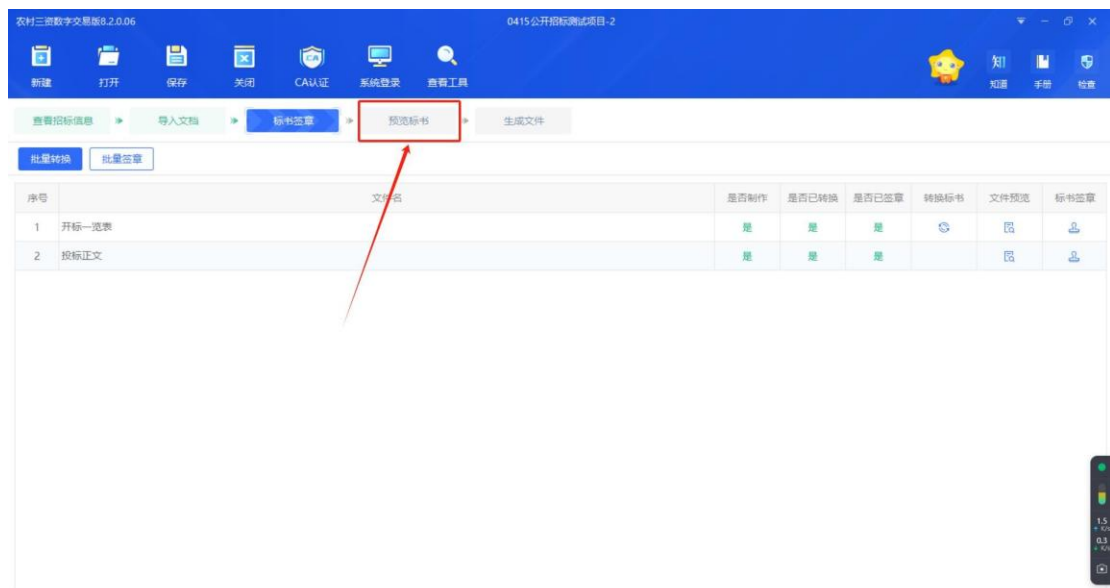 农村三资数字交易版8.2.0.06 0415公开招标测试项目-2
新建 打开 保存 关闭 CA认证 系统登录 查看工具 知道 手册 检查
查看招标信息 导入文档 标书签章 预览标书 生成文件
批量转换 批量签章
序号 文件名 是否制作 是否已转换 是否已签章 转换标书 文件预览 标书签章
1 开标一览表 是 是 是
2 投标正文 是 是 是
1.5
K/s
0.3
K/s